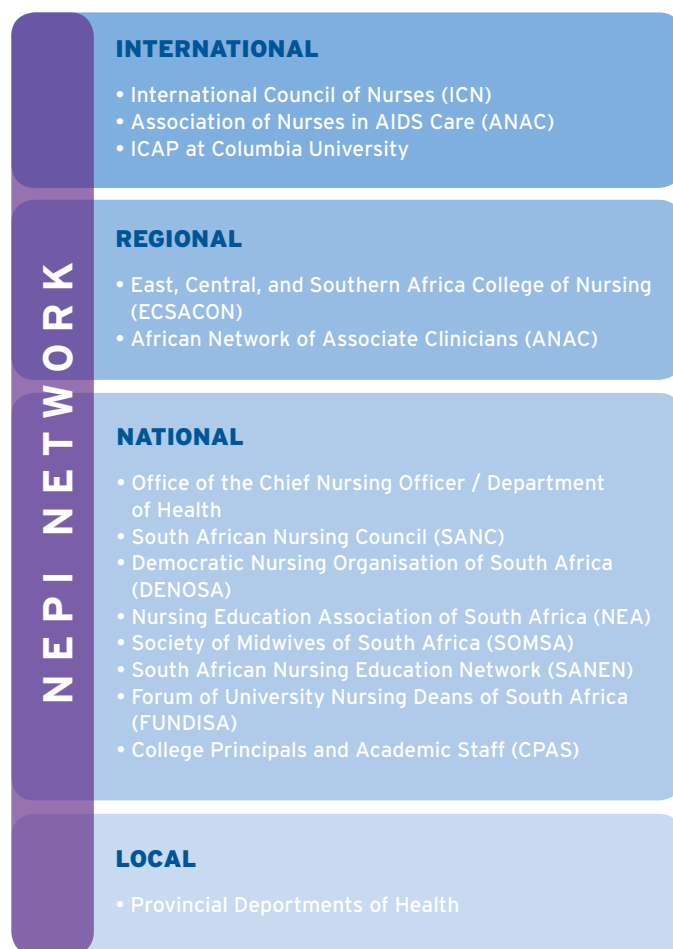 INTERNATIONAL
• International Council of Nurses (ICN)
• Association of Nurses in AIDS Care (ANAC)
• ICAP at Columbia University
REGIONAL
• East, Central, and Southern Africa College of Nursing
(ECSACON)
• African Network of Associate Clinicians (ANAC)
NEPI NETWORK
NATIONAL
• Office of the Chief Nursing Officer / Department
of Health
• South African Nursing Council (SANC)
• Democratic Nursing Organisation of South Africa
(DENOSA)
• Nursing Education Association of South Africa (NEA)
• Society of Midwives of South Africa (SOMSA)
• South African Nursing Education Network (SANEN)
• Forum of University Nursing Deans of South Africa
(FUNDISA)
• College Principals and Academic Staff (CPAS)
LOCAL
• Provincial Deportments of Health